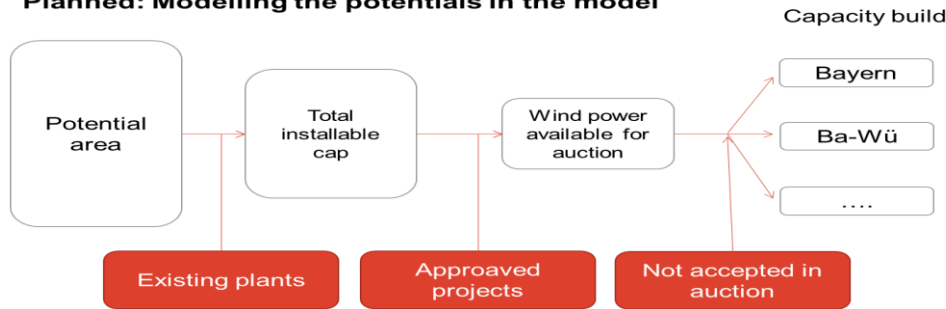 Planned: Modelling the potentials in the model
Capacity build
Potential
area
Total
installable
cap
Wind power
available for
auction
Bayern
Ba-Wü
....
Existing plants
Approaved
projects
Not accepted in
auction